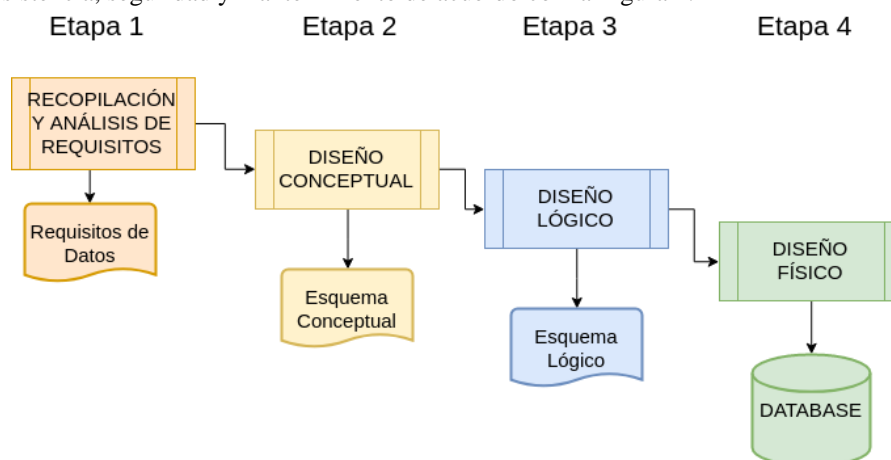 Etapa 1
Etapa 2
Etapa 3
Etapa 4
RECOPILACIÓN
Y ANÁLISIS DE
REQUISITOS
DISEÑO
CONCEPTUAL
DISEÑO
LÓGICO
DISEÑO
FÍSICO
Requisitos de
Datos
Esquema
Conceptual
Esquema
Lógico
DATABASE